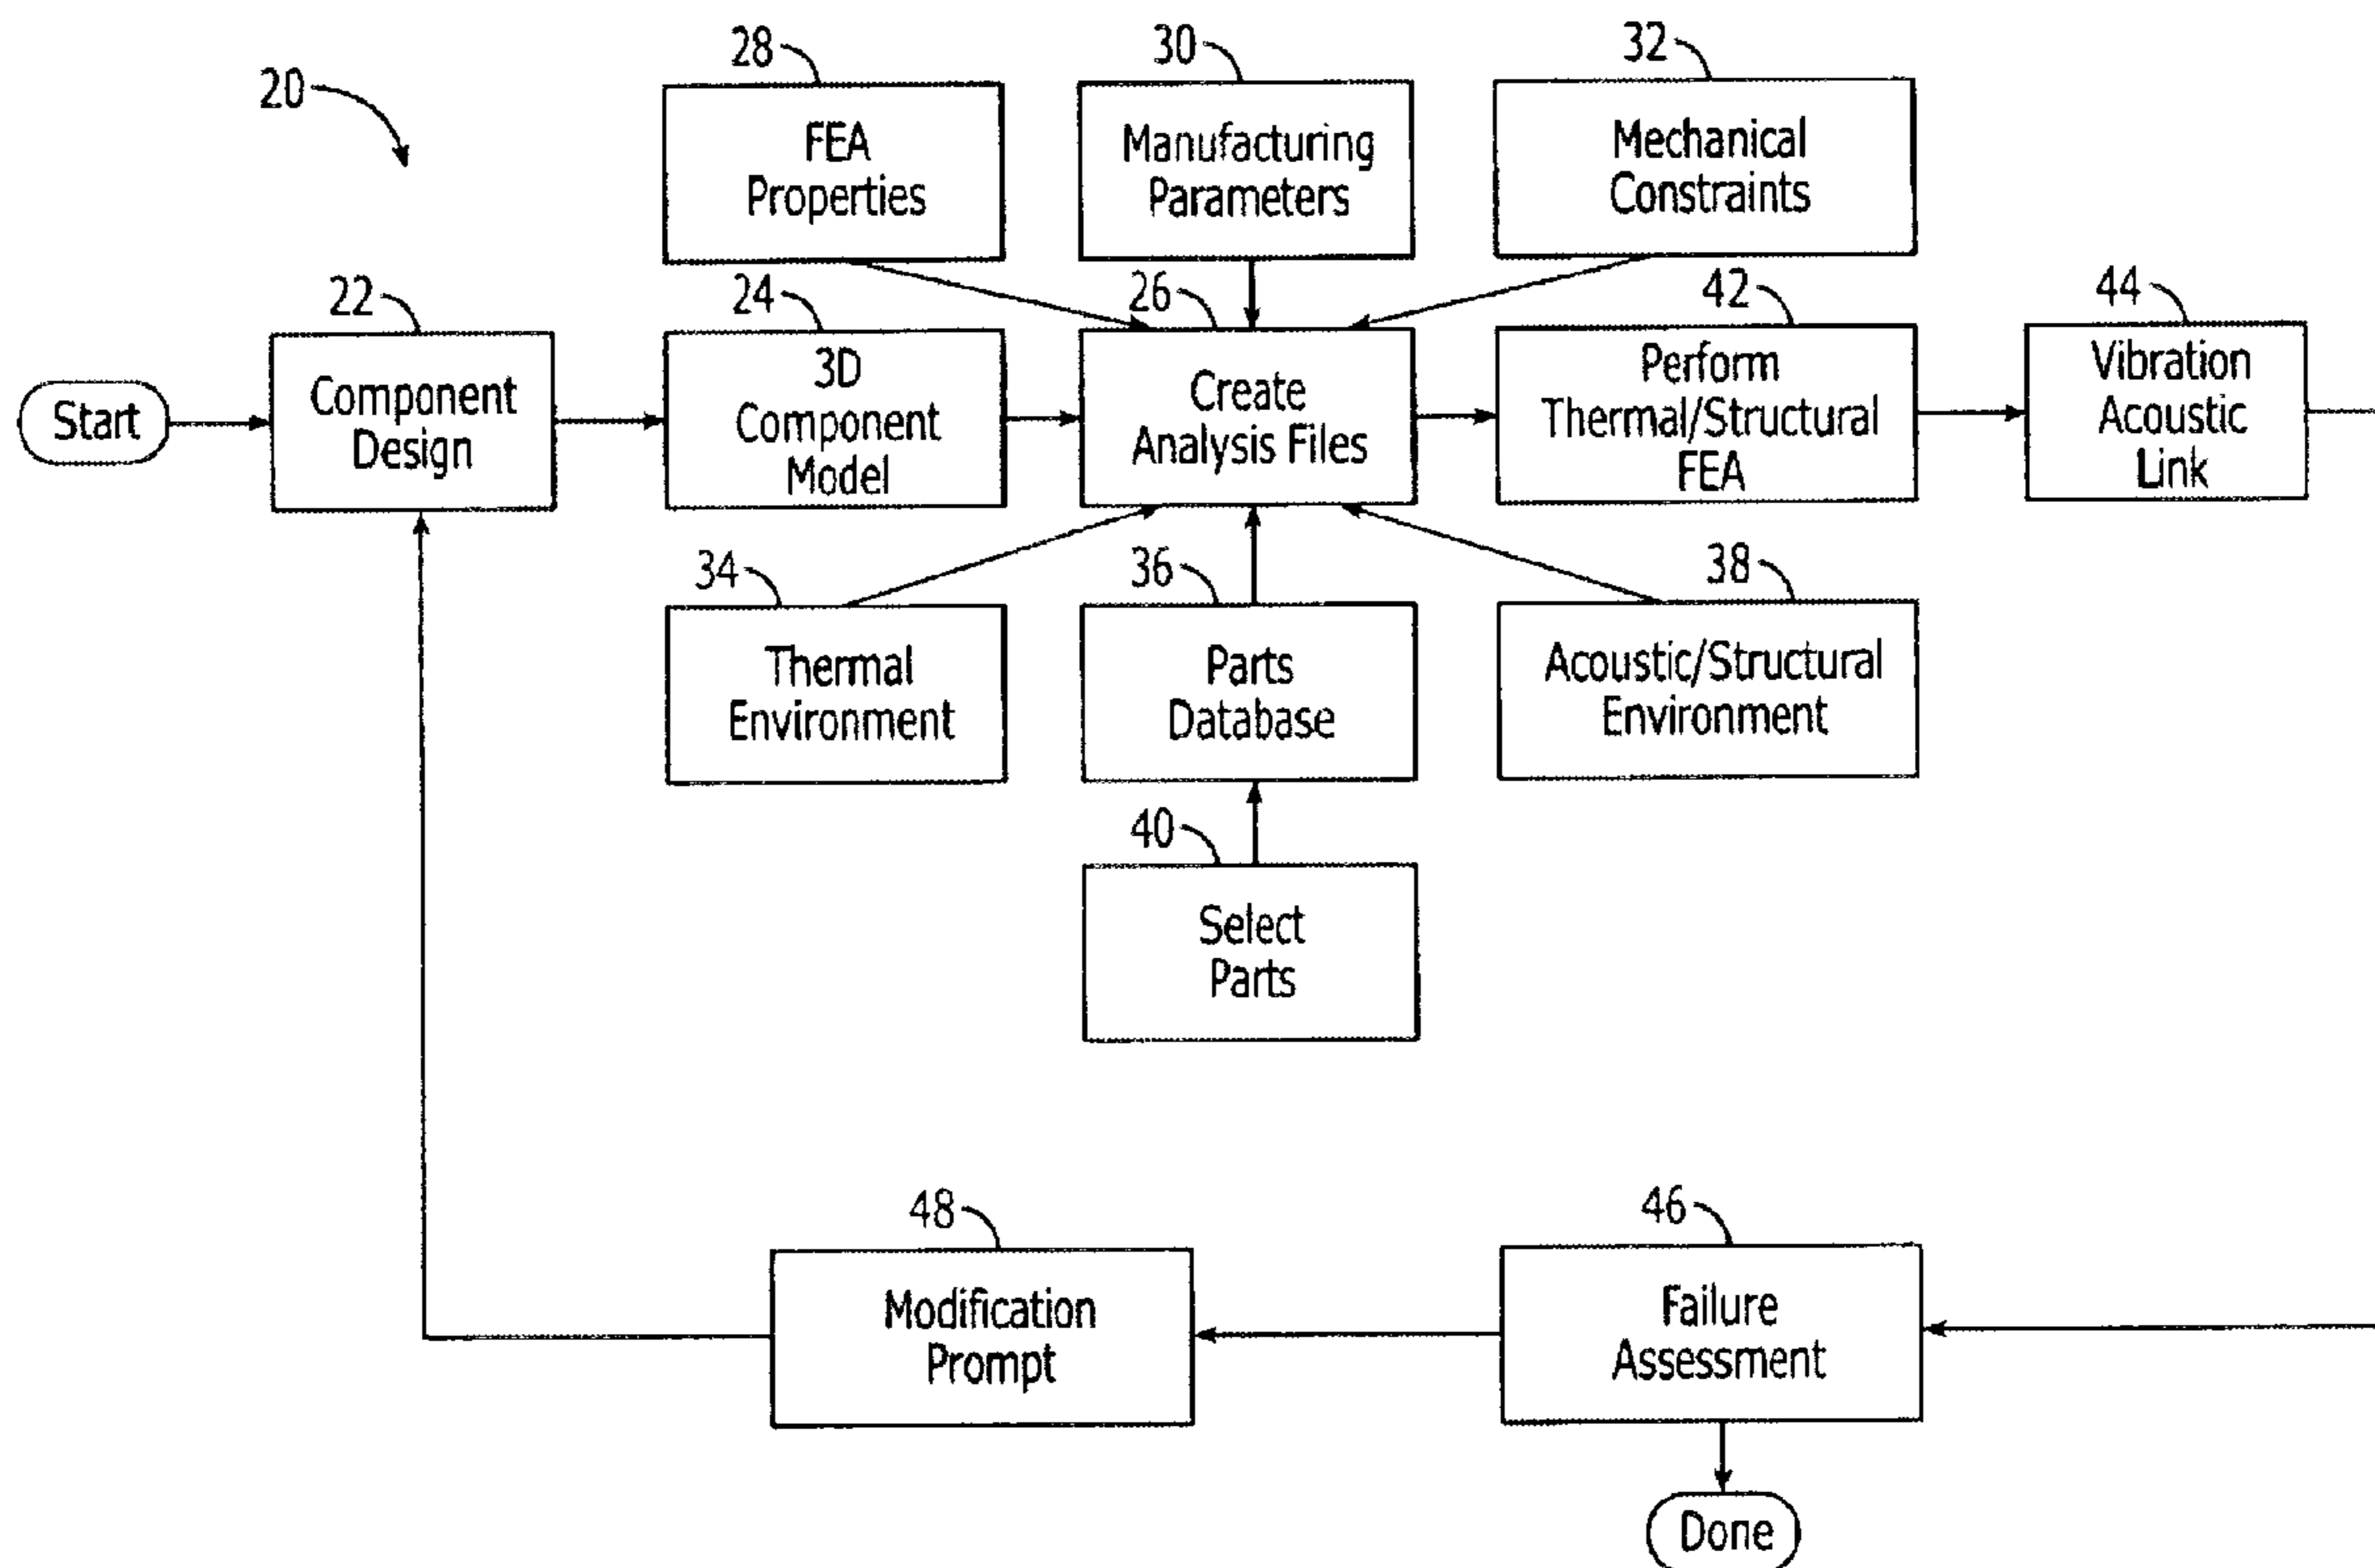 20
28
FEA
Properties
30
Manufacturing
Parameters
32
Mechanical
Constraints
Start
22
Component
Design
24
3D
Component
Model
26
Create
Analysis Files
42
Perform
Thermal/Structural
FEA
44
Vibration
Acoustic
Link
34
Thermal
Environment
36
Parts
Database
38
Acoustic/Structural
Environment
40
Select
Parts
48
Modification
Prompt
46
Failure
Assessment
Done